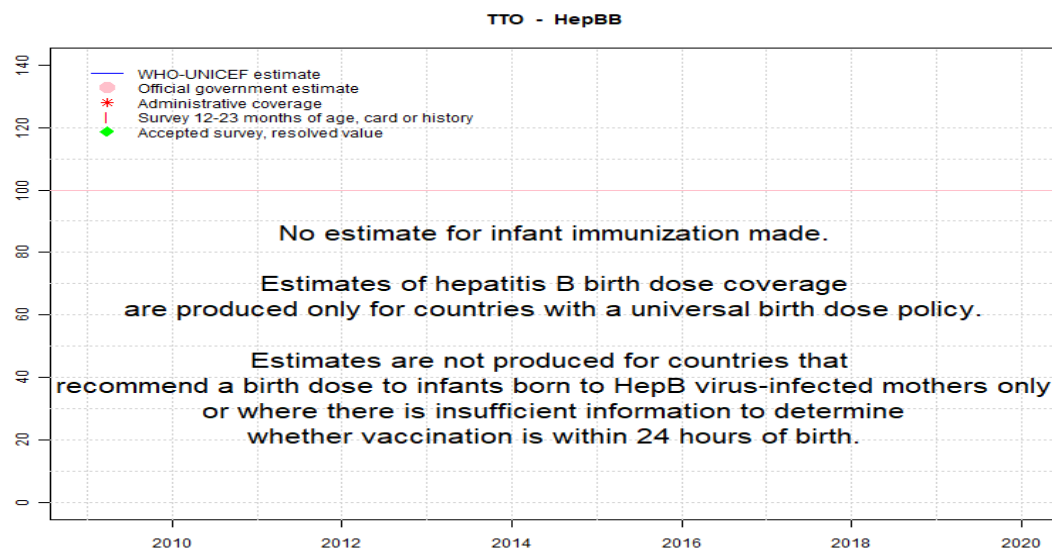 TTO - HepBB
140
WHO-UNICEF estimate
Official government estimate
Administrative coverage
Survey 12-23 months of age, card or history
Accepted survey, resolved value
120
100
No estimate for infant immunization made.
80
Estimates of hepatitis B birth dose coverage
are produced only for countries with a universal birth dose policy.
60
Estimates are not produced for countries that
40
recommend a birth dose to infants born to HepB virus-infected mothers only
or where there is insufficient information to determine
20
whether vaccination is within 24 hours of birth.
0
2010 2012 2014 2016 2018 2020